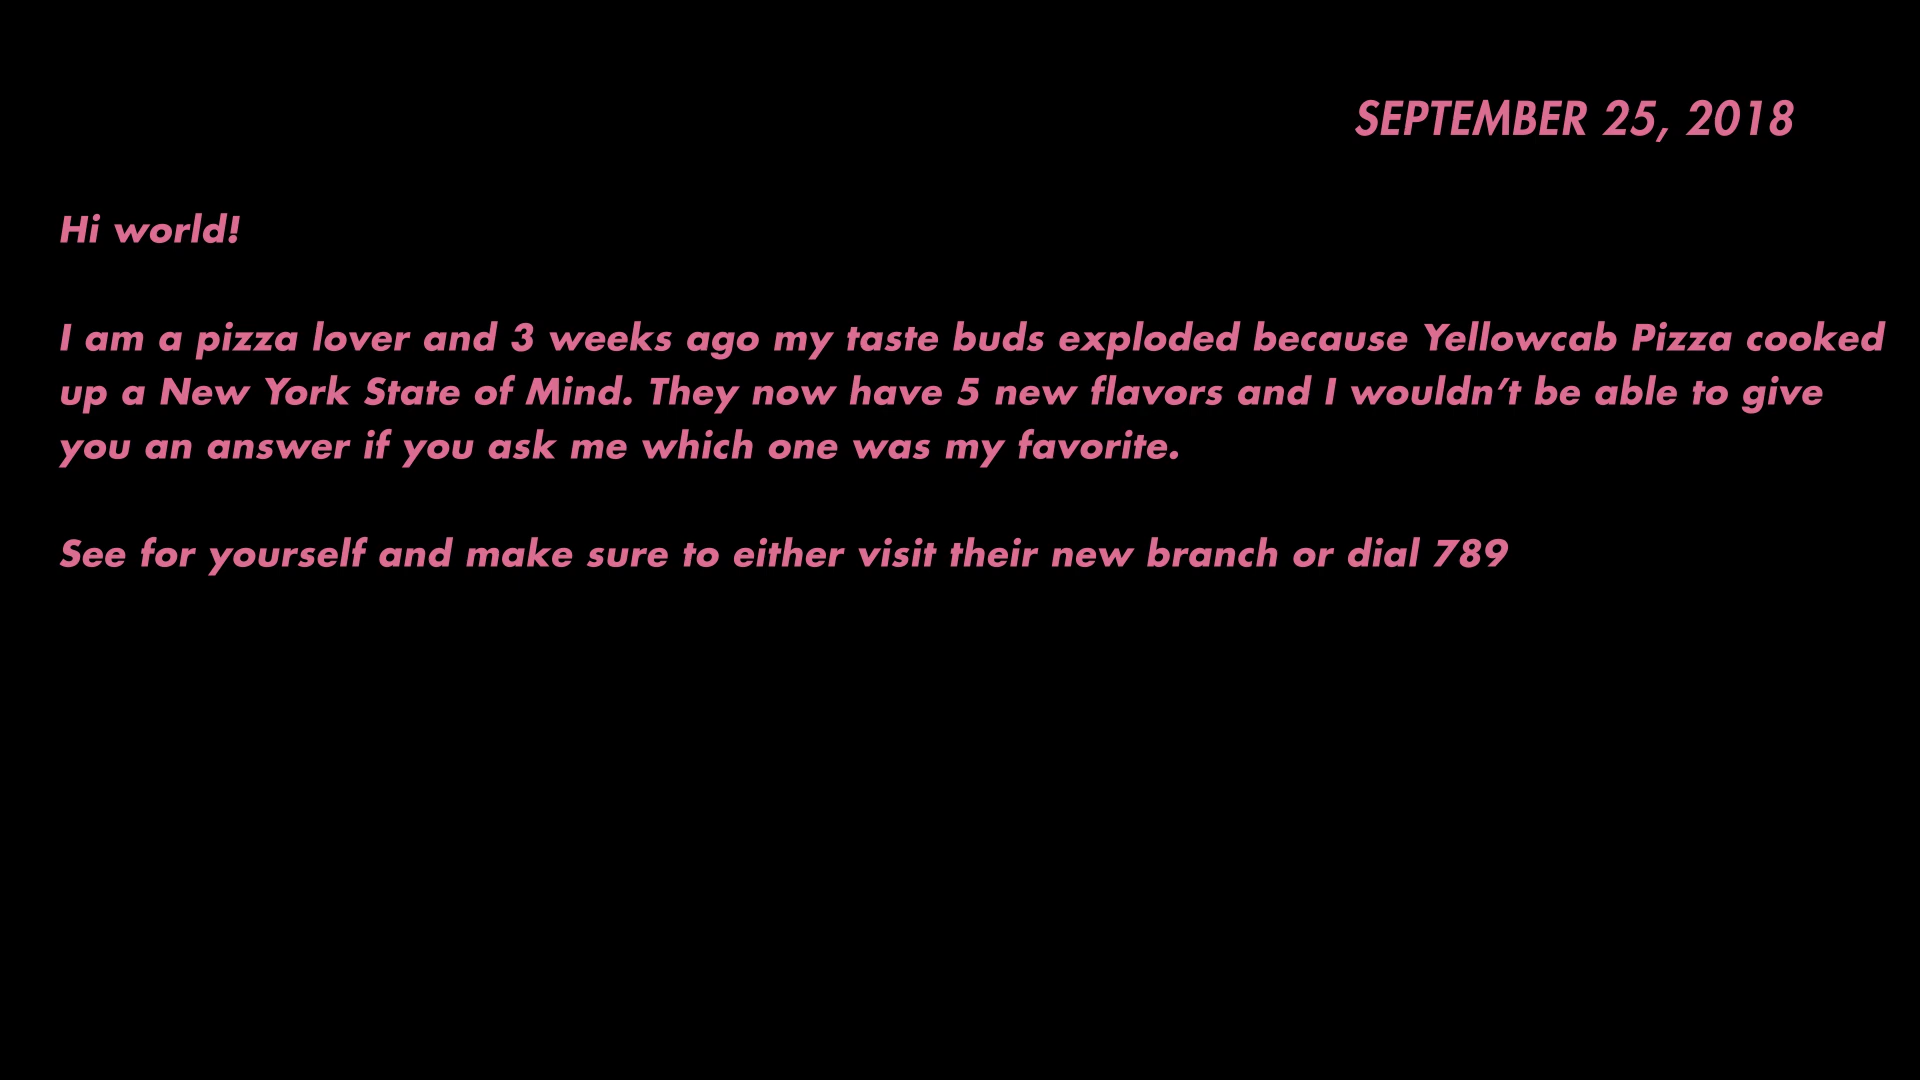 SEPTEMBER 25, 2018
Hi world!
I am a pizza lover and 3 weeks ago my taste buds exploded because Yellowcab Pizza cooked
up a New York State of Mind. They now have 5 new flavors and I wouldn’t be able to give
you an answer if you ask me which one was my favorite.
See for yourself and make sure to either visit their new branch or dial 789